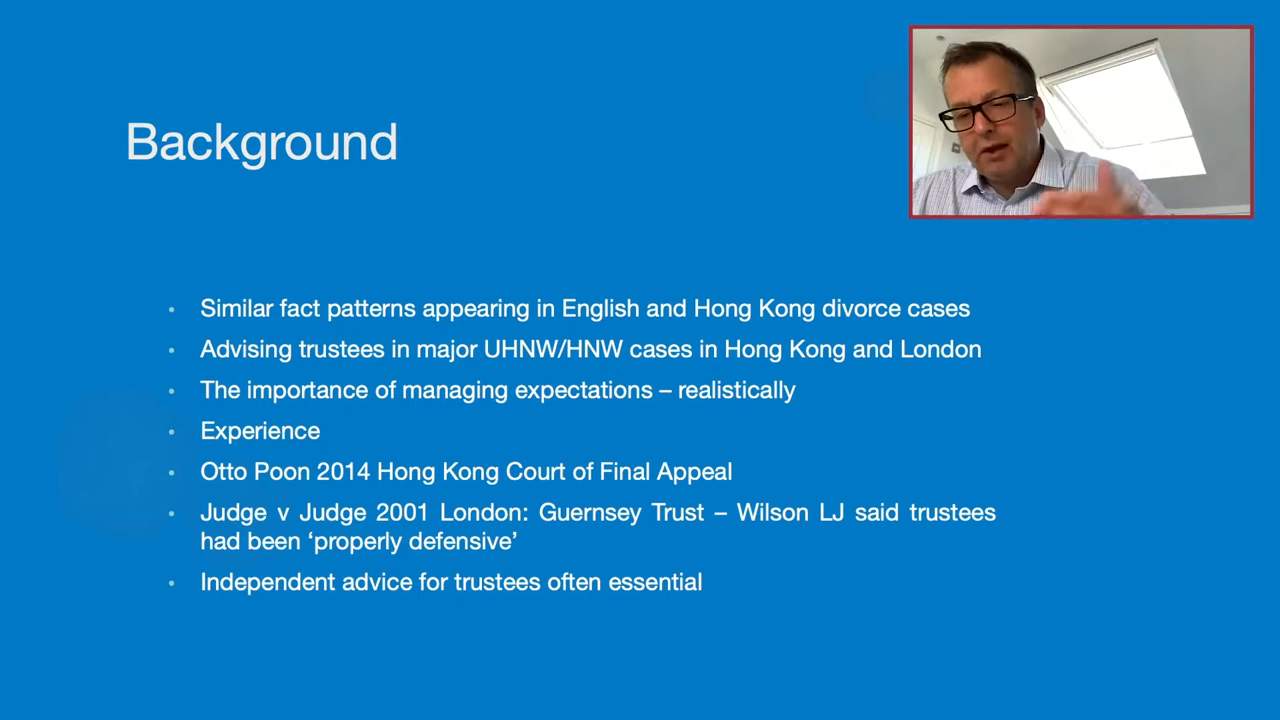 Background
• Similar fact patterns appearing in English and Hong Kong divorce cases
• Advising trustees in major UHNW/HNW cases in Hong Kong and London
• The importance of managing expectations – realistically
• Experience
• Otto Poon 2014 Hong Kong Court of Final Appeal
• Judge v Judge 2001 London: Guernsey Trust – Wilson LJ said trustees
had been ‘properly defensive’
• Independent advice for trustees often essential